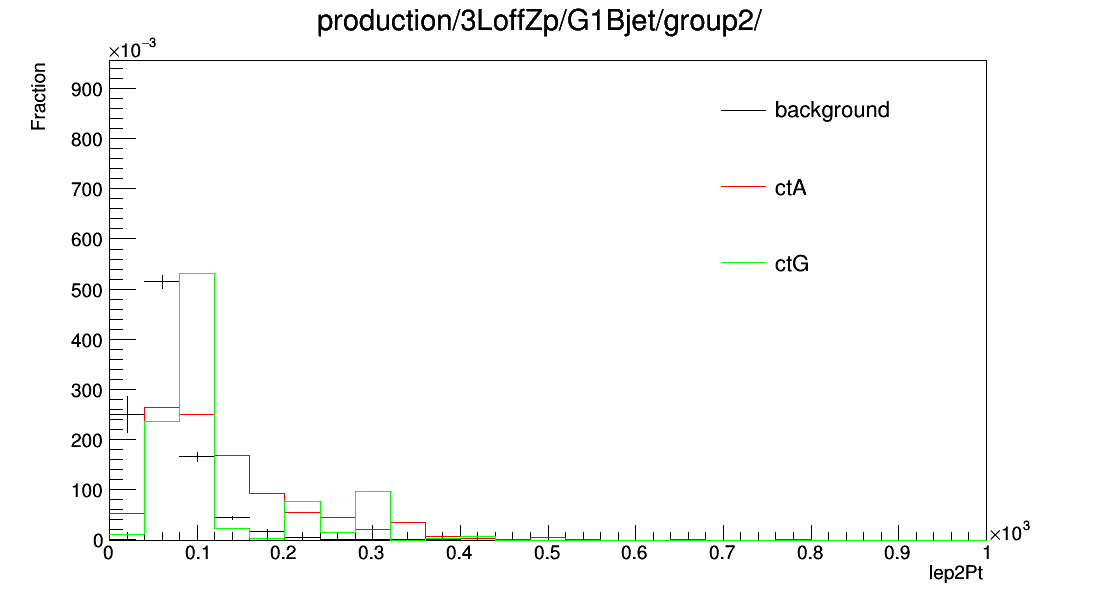 production/3LoffZp/G1Bjet/group2/
×10⁻³
Fraction
900
800
700
600
500
400
300
200
100
0
background
ctA
ctG
0 0.1 0.2 0.3 0.4 0.5 0.6 0.7 0.8 0.9 1
×10³
lep2Pt